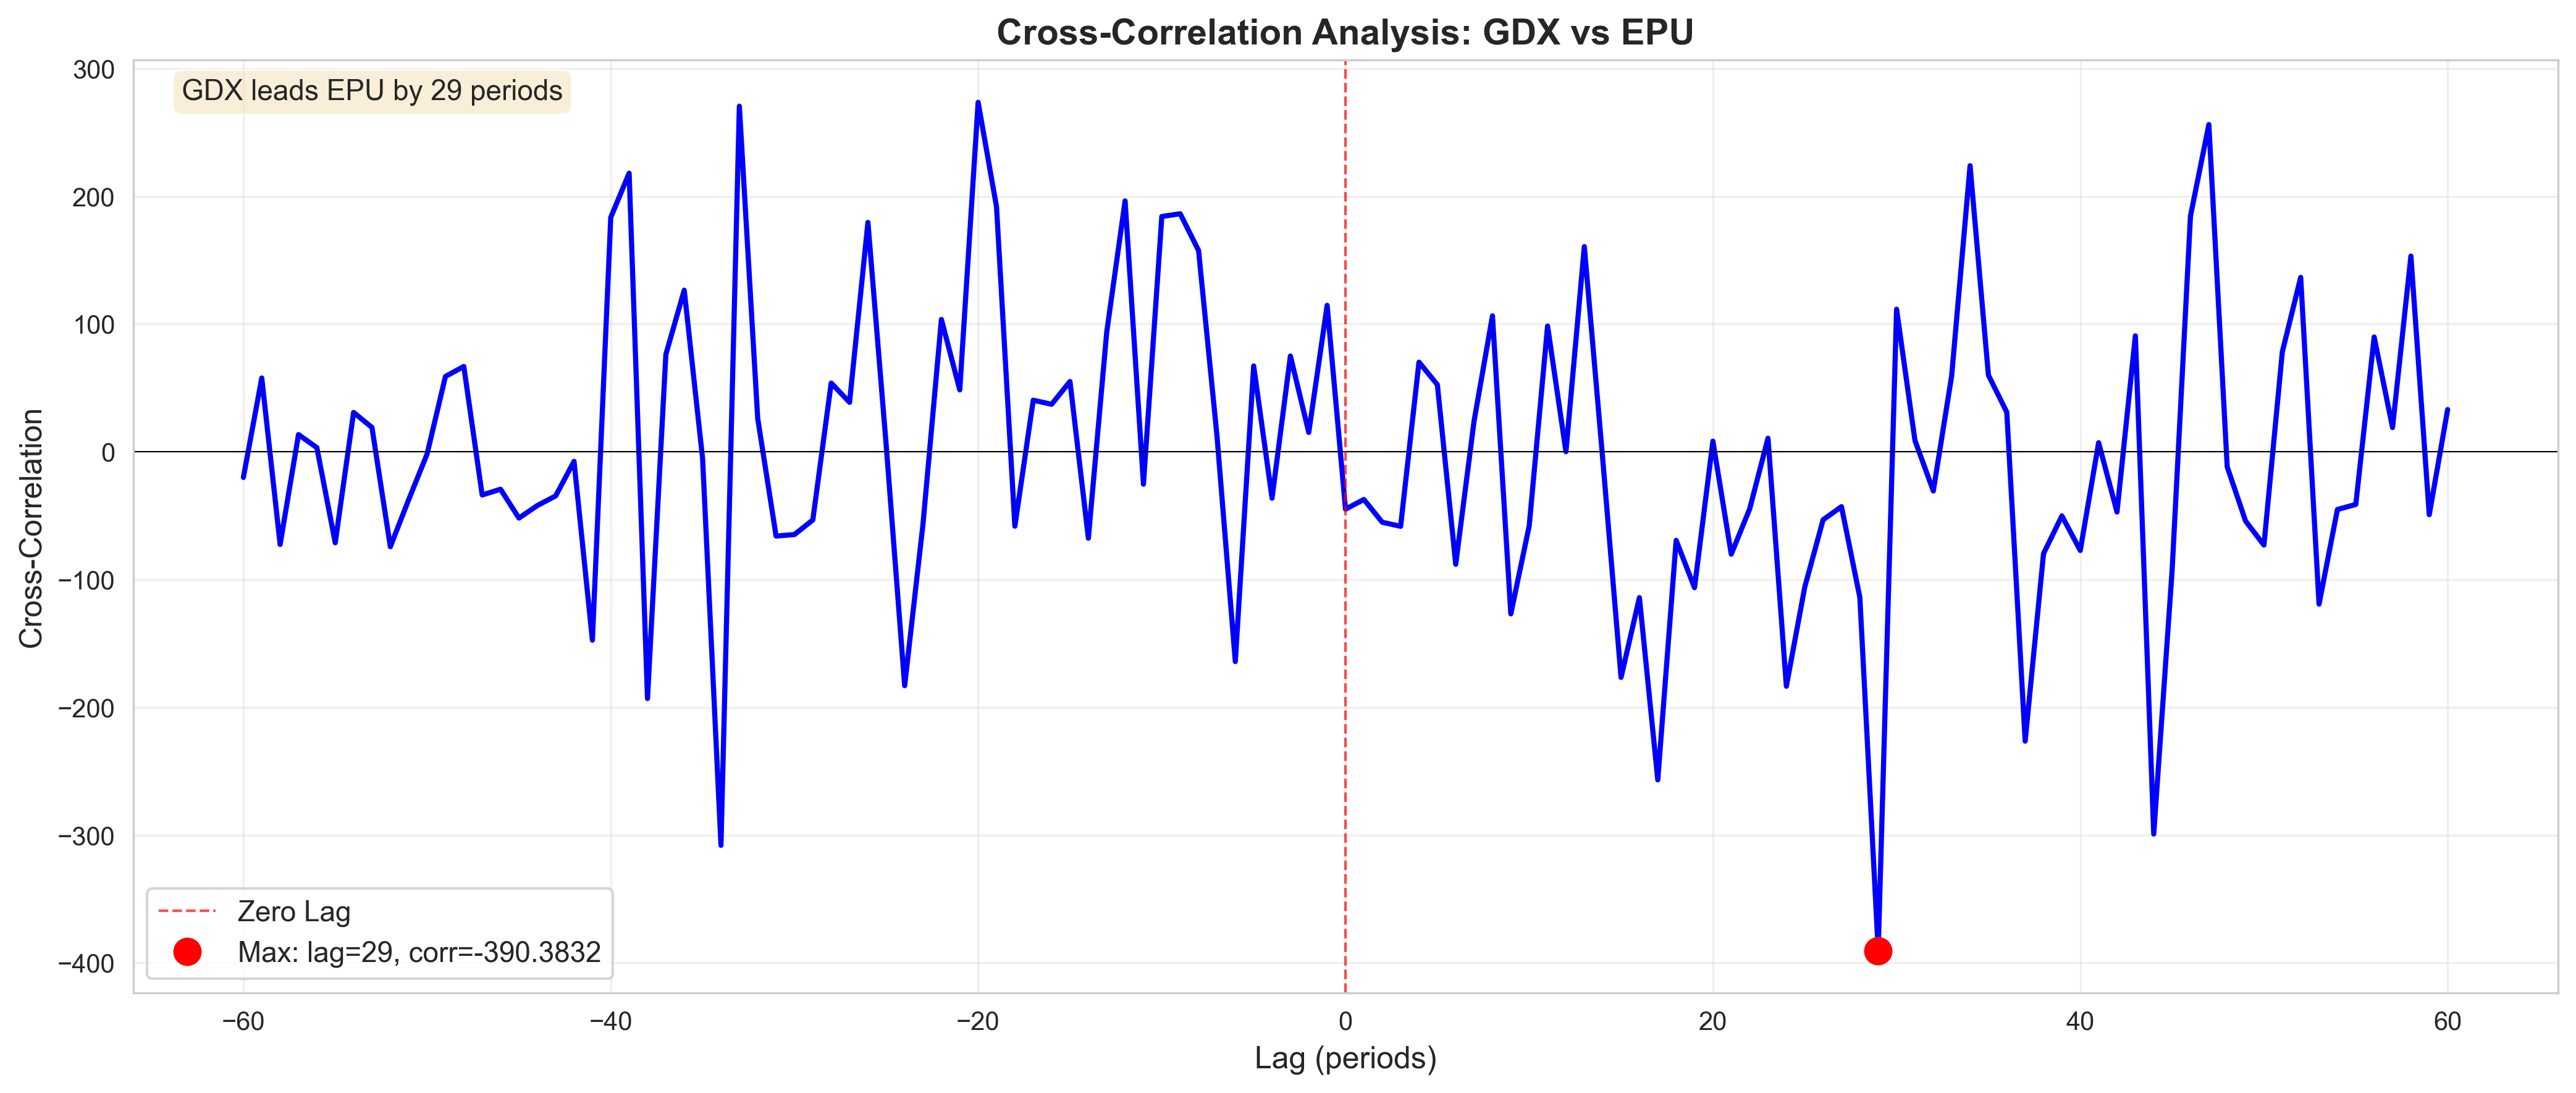 Cross-Correlation Analysis: GDX vs EPU
GDX leads EPU by 29 periods
Cross-Correlation
300
200
100
0
−100
−200
−300
−400
Zero Lag
Max: lag=29, corr=-390.3832
−60
−40
−20
0
20
40
60
Lag (periods)